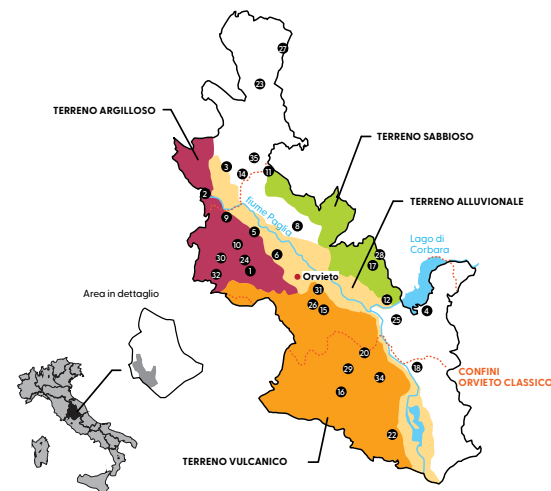 27
23
TERRENO ARGILLOSO
TERRENO SABBIOSO
35
3
14
11
2
TERRENO ALLUVIONALE
fiume Paglia
9
8
5
10
Lago di
Corbara
6
28
17
30
24
1
32
Orvieto
Area in dettaglio
31
12
26
15
4
25
20
29
18
CONFINI
ORVIETO CLASSICO
34
16
22
TERRENO VULCANICO